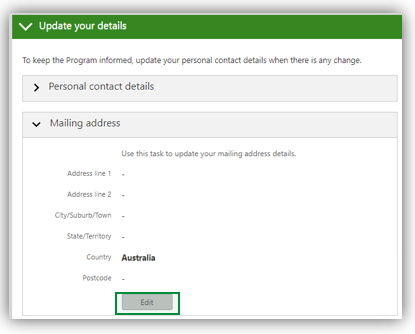 Update your details
To keep the Program informed, update your personal contact details when there is any change.
Personal contact details
Mailing address
Use this task to update your mailing address details.
Address line 1 -
Address line 2 -
City/Suburb/Town -
State/Territory -
Country Australia
Postcode -
Edit